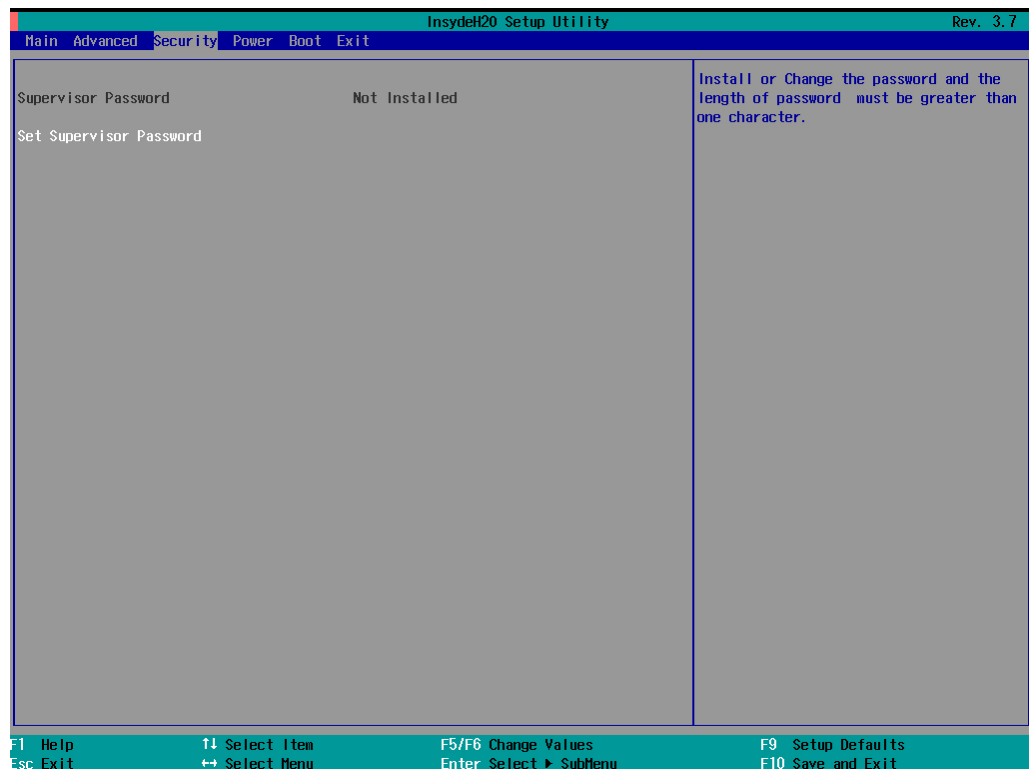 InsydeH2O Setup Utility Rev. 3.7
Main Advanced Security Power Boot Exit
Supervisor Password Not Installed
Set Supervisor Password
Install or Change the password and the
length of password must be greater than
one character.
F1 Help ↑↓ Select Item F5/F6 Change Values F9 Setup Defaults
Esc Exit ↔ Select Menu Enter Select ▶ SubMenu F10 Save and Exit